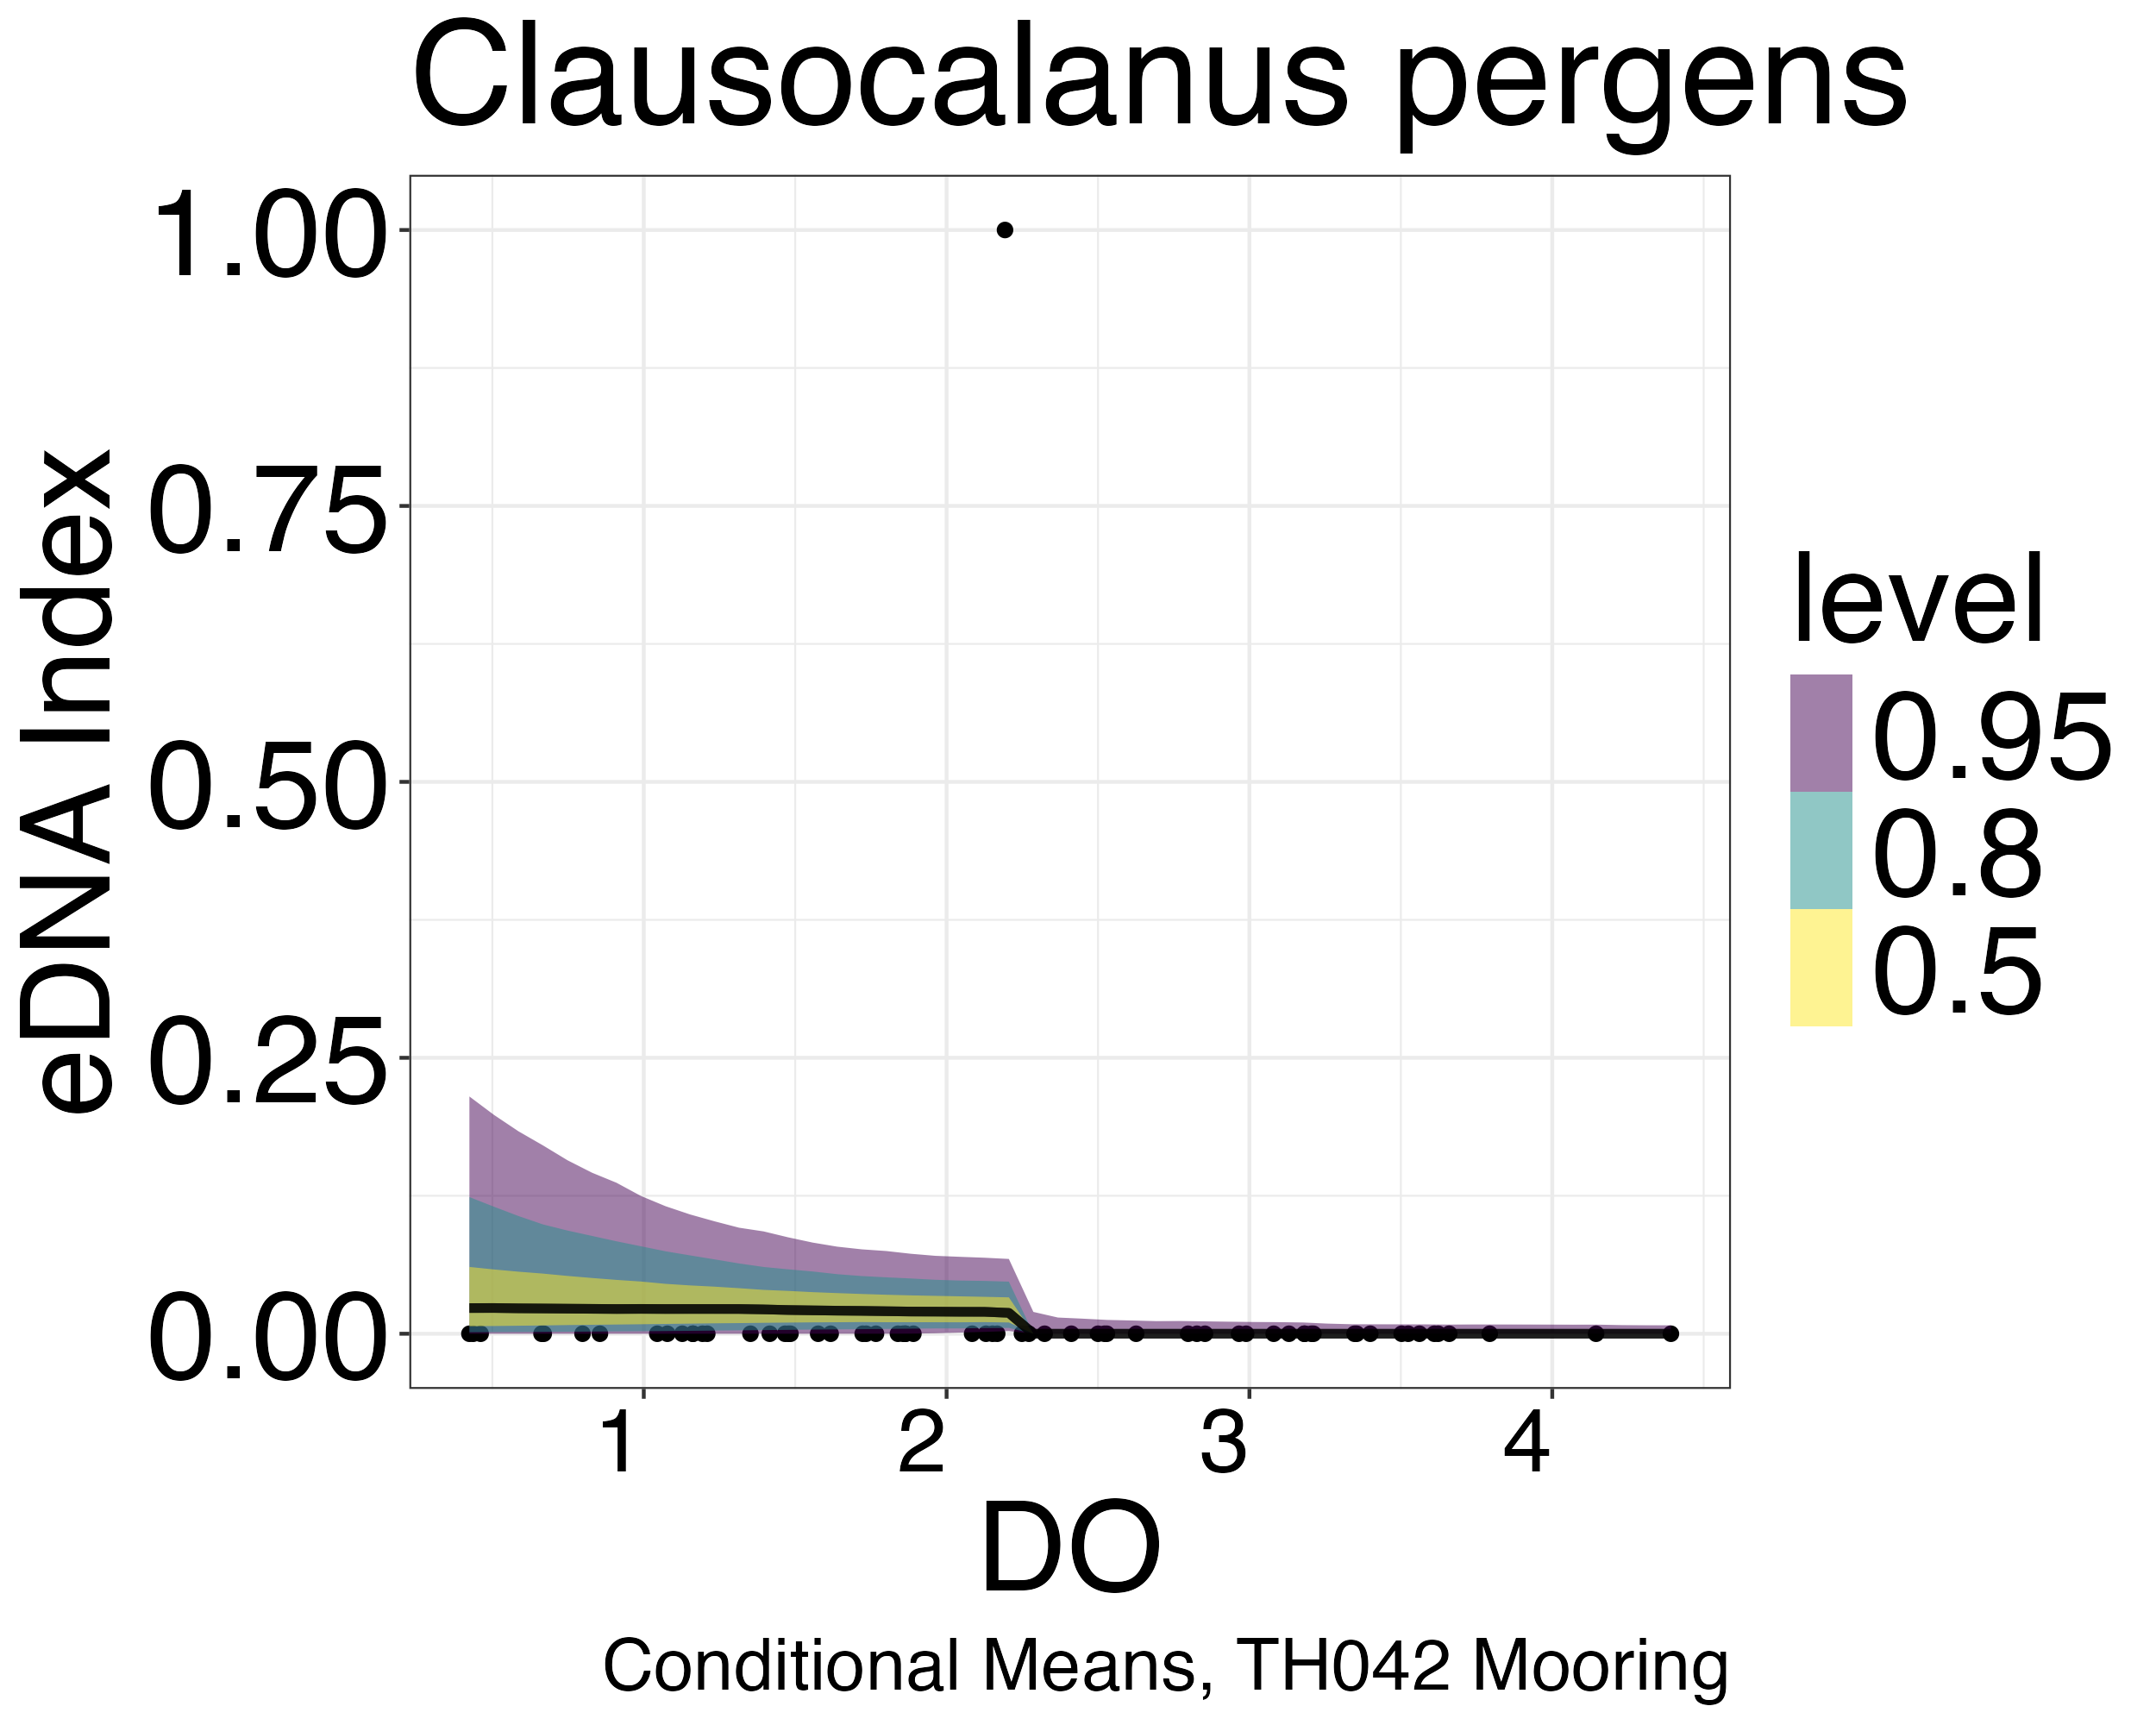 Clausocalanus pergens
eDNA Index
1.00
0.75
0.50
0.25
0.00
1 2 3 4
DO
Conditional Means, TH042 Mooring
level
0.95
0.8
0.5